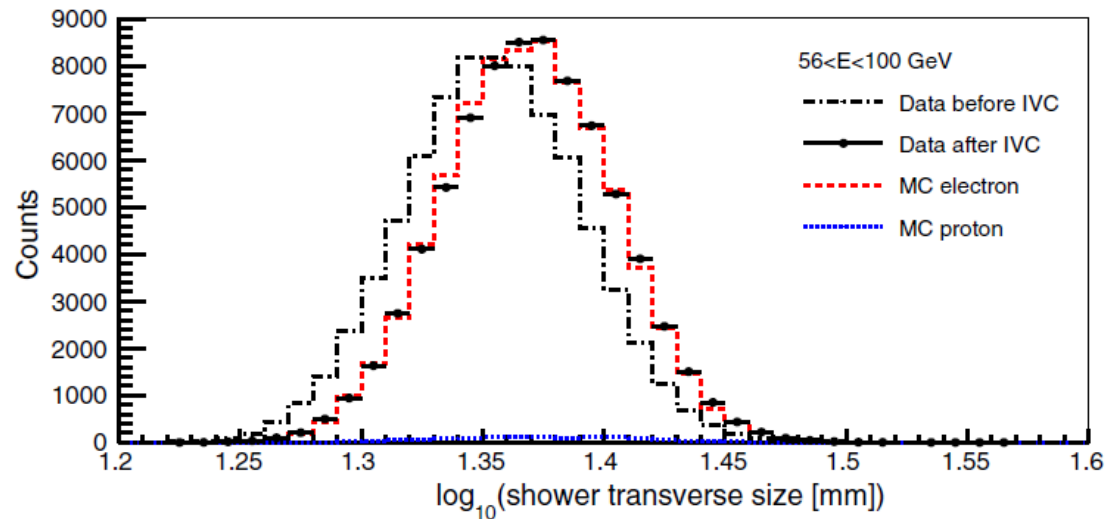 9000
8000
7000
6000
5000
4000
3000
2000
1000
0
Counts
56<E<100 GeV
Data before IVC
Data after IVC
MC electron
MC proton
1.2 1.25 1.3 1.35 1.4 1.45 1.5 1.55 1.6
log10(shower transverse size [mm])